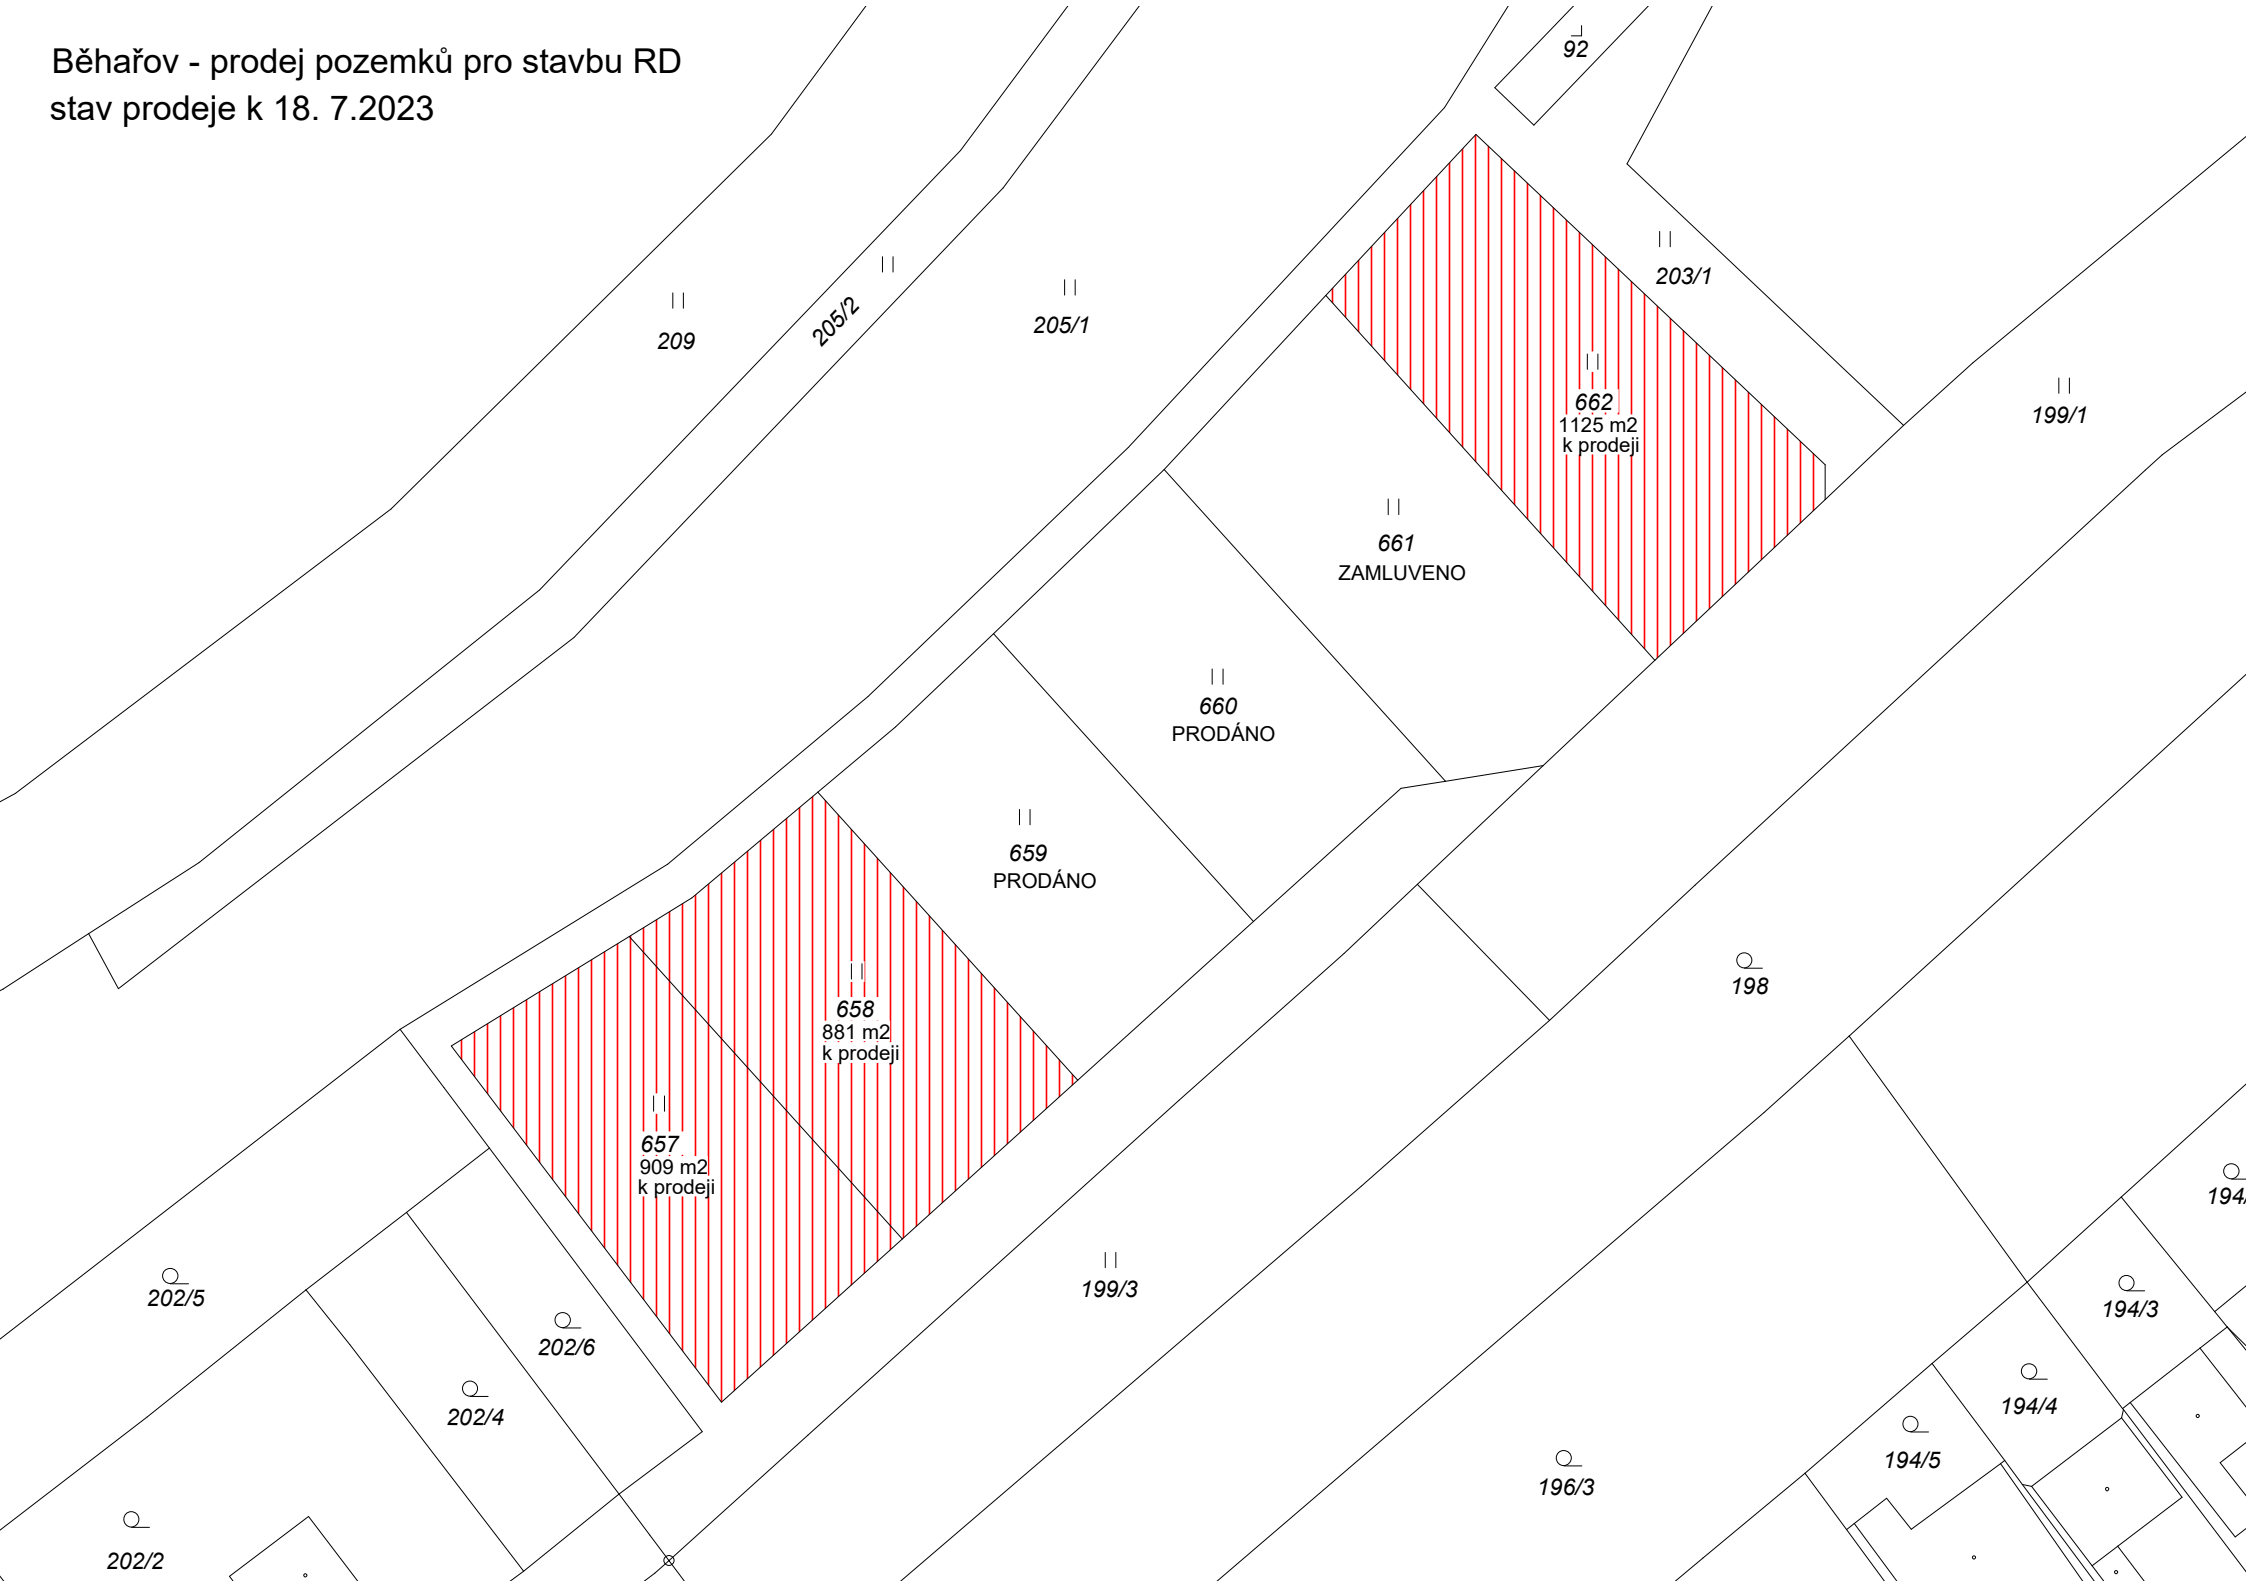 Běhařov - prodej pozemků pro stavbu RD
stav prodeje k 18. 7.2023
92
203/1
209
205/2
205/1
662
1125 m2
k prodeji
199/1
661
ZAMLUVENO
660
PRODÁNO
659
PRODÁNO
658
881 m2
k prodeji
198
657
909 m2
k prodeji
194/
202/5
199/3
194/3
202/6
202/4
194/4
194/5
196/3
202/2